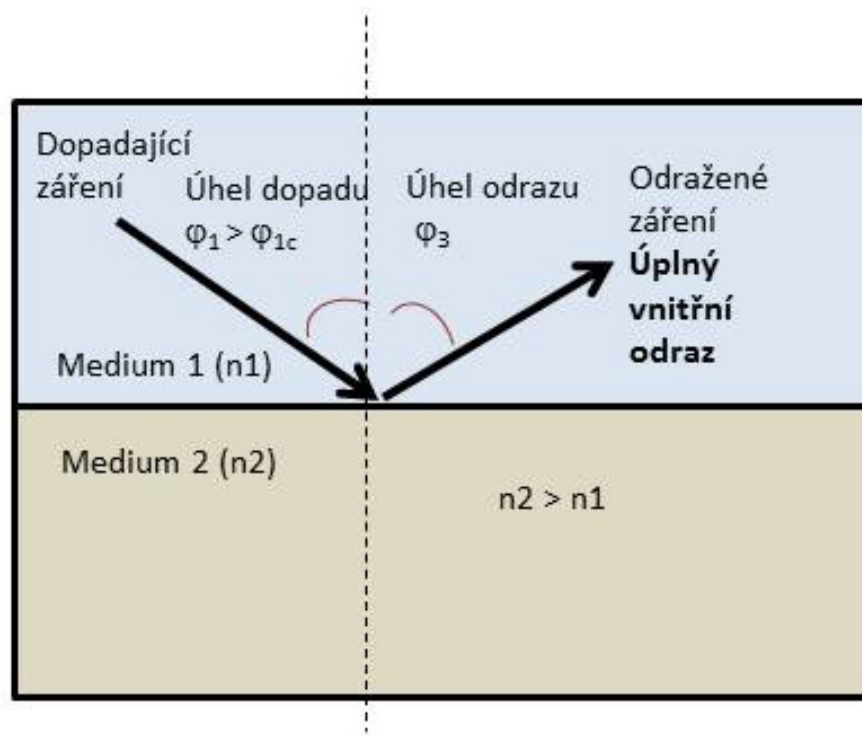 Dopadající
záření
Úhel dopadu
φ1 > φ1c
Úhel odrazu
φ3
Odražené
záření
Úplný
vnitřní
odraz
Medium 1 (n1)
Medium 2 (n2)
n2 > n1